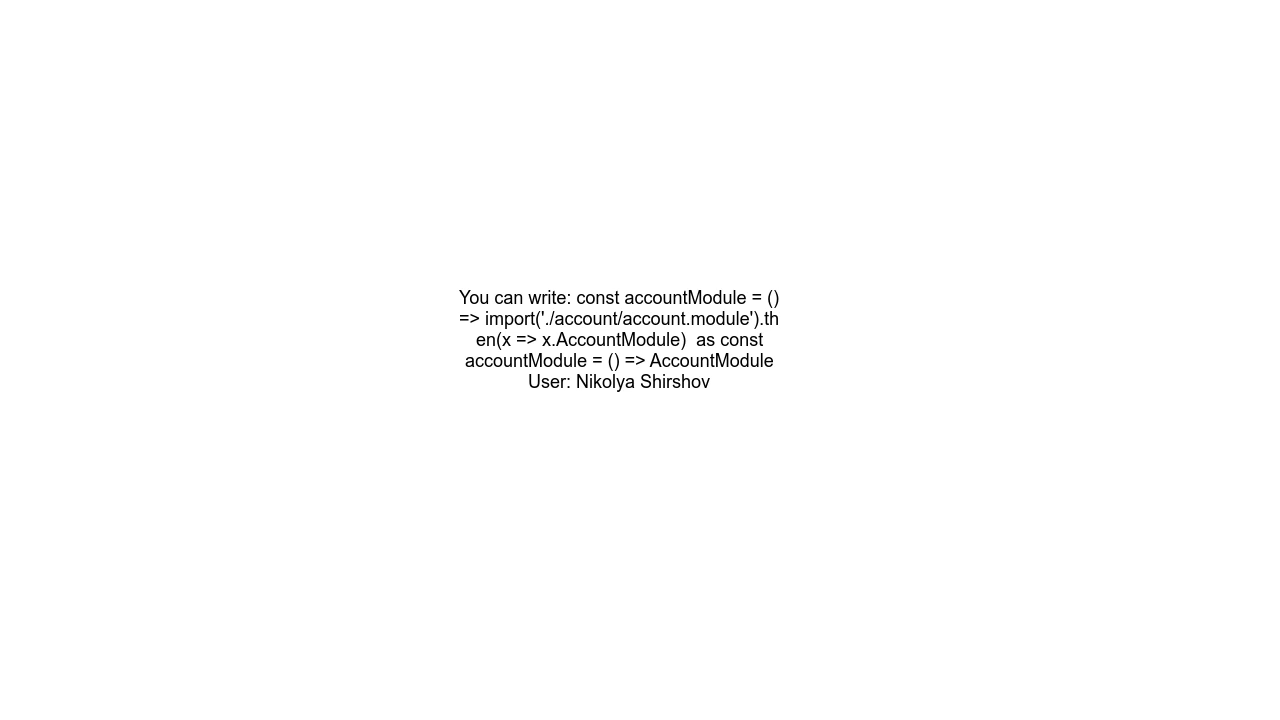 You can write: const accountModule = ()
=> import('./account/account.module').th
en(x => x.AccountModule)  as const
accountModule = () => AccountModule
User: Nikolya Shirshov